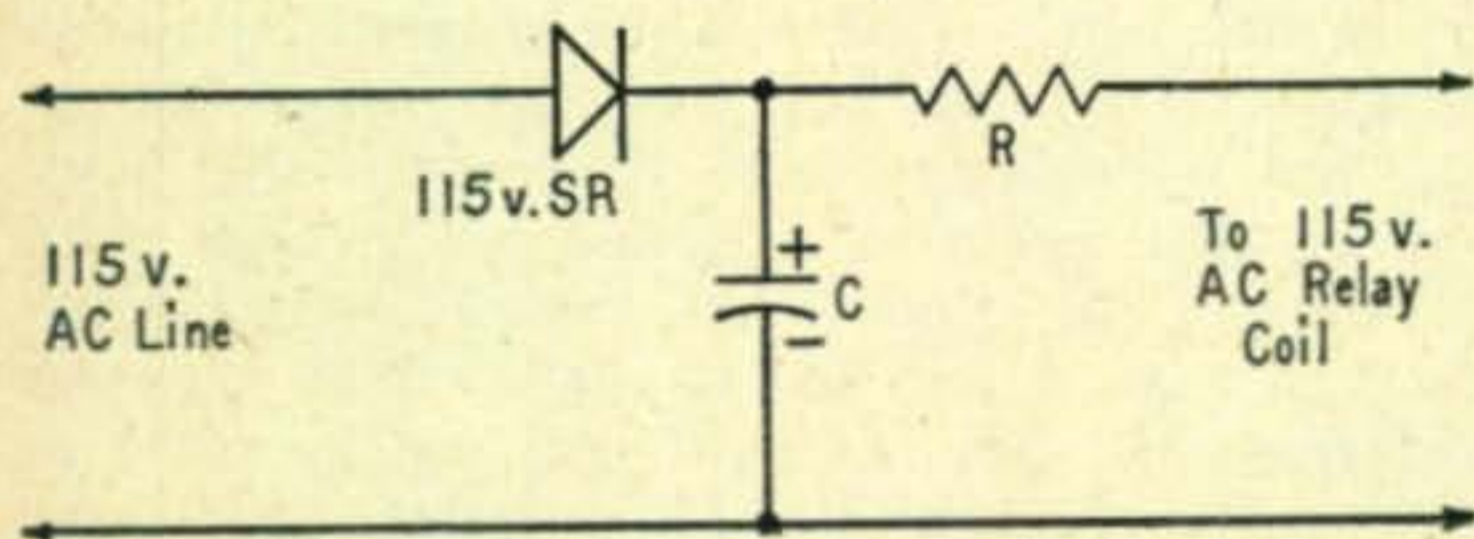 115v.SR
R
115 v.
AC Line
+
C
−
To 115 v.
AC Relay
Coil